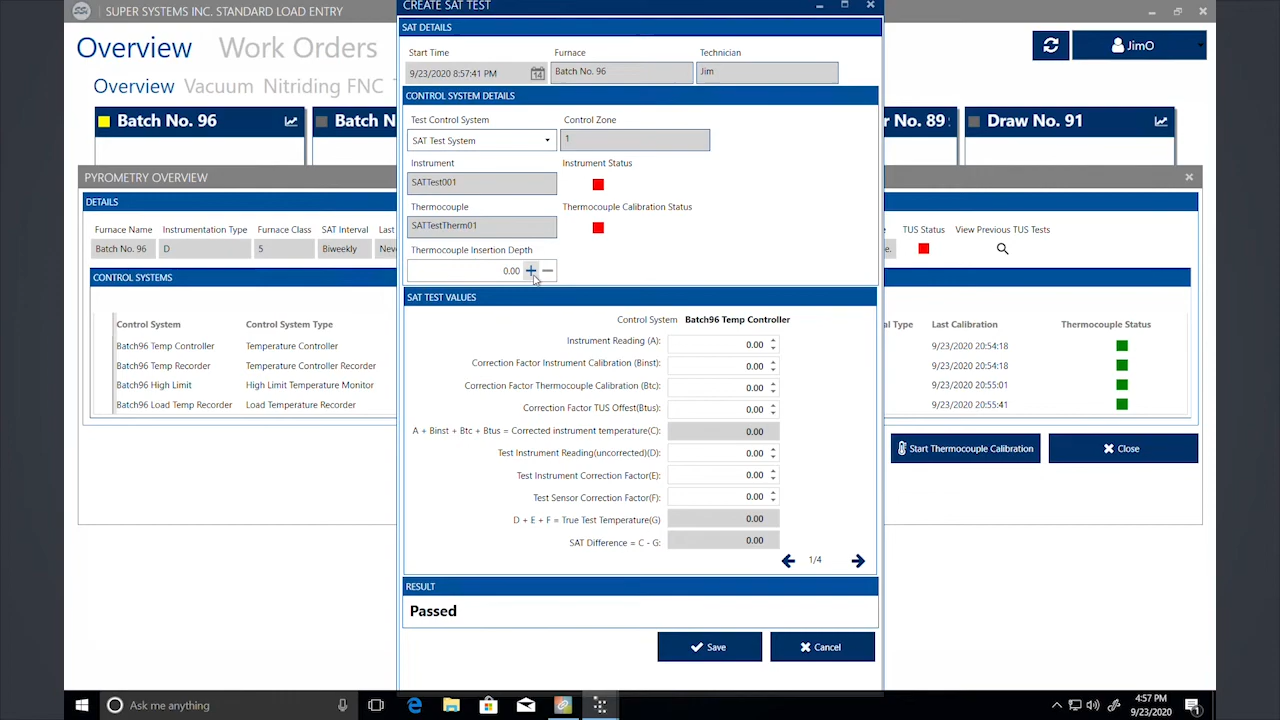 SUPER SYSTEMS INC. STANDARD LOAD ENTRY
CREATE SAT TEST
Overview Work Orders
JimO
Overview Vacuum Nitriding FNC
Batch No. 96
Batch N
r No. 89
Draw No. 91
PYROMETRY OVERVIEW
DETAILS
Furnace Name Instrumentation Type Furnace Class SAT Interval Last
Batch No. 96 D 5 Biweekly Neve
TUS Status View Previous TUS Tests
e.
CONTROL SYSTEMS
Control System Control System Type
al Type Last Calibration Thermocouple Status
Batch96 Temp Controller Temperature Controller 9/23/2020 20:54:18
Batch96 Temp Recorder Temperature Controller Recorder 9/23/2020 20:54:18
Batch96 High Limit High Limit Temperature Monitor 9/23/2020 20:55:01
Batch96 Load Temp Recorder Load Temperature Recorder 9/23/2020 20:55:41
Start Thermocouple Calibration
Close
SAT DETAILS
Start Time Furnace Technician
9/23/2020 8:57:41 PM 14 Batch No. 96 Jim
CONTROL SYSTEM DETAILS
Test Control System Control Zone
SAT Test System 1
Instrument Instrument Status
SATTest001
Thermocouple Thermocouple Calibration Status
SATTestTherm01
Thermocouple Insertion Depth
0.00
SAT TEST VALUES
Control System Batch96 Temp Controller
Instrument Reading (A): 0.00
Correction Factor Instrument Calibration (Binst): 0.00
Correction Factor Thermocouple Calibration (Btc): 0.00
Correction Factor TUS Offest(Btus): 0.00
A + Binst + Btc + Btus = Corrected instrument temperature(C): 0.00
Test Instrument Reading(uncorrected)(D): 0.00
Test Instrument Correction Factor(E): 0.00
Test Sensor Correction Factor(F): 0.00
D + E + F = True Test Temperature(G) 0.00
SAT Difference = C - G: 0.00
1/4
RESULT
Passed
Save
Cancel
Ask me anything
4:57 PM
9/23/2020
1